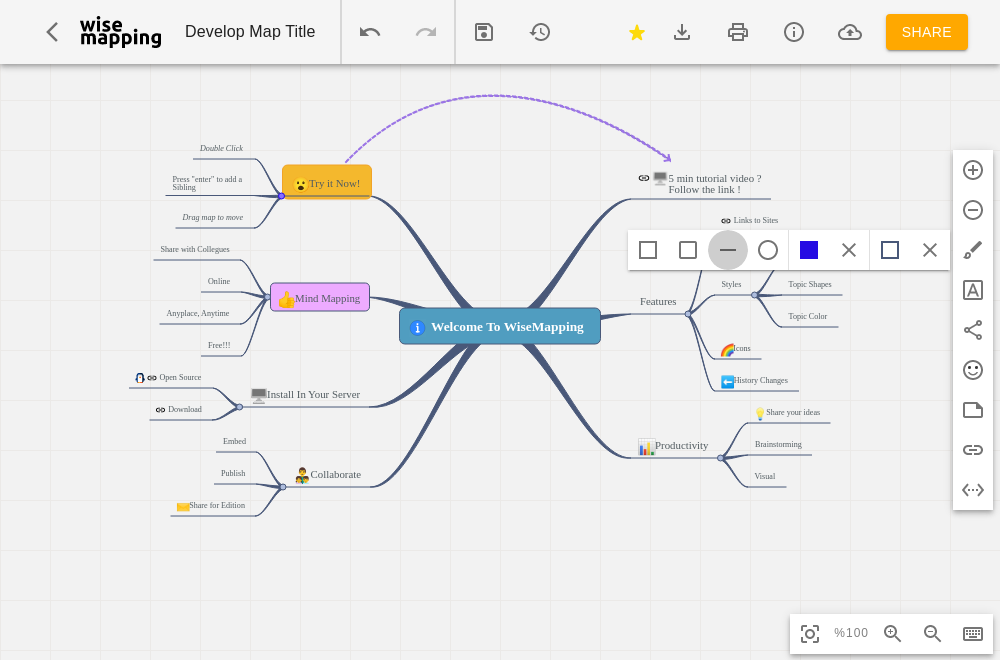 wise
mapping
Develop Map Title
SHARE
Double Click
Press "enter" to add a
Sibling
Drag map to move
Try it Now!
5 min tutorial video ?
Follow the link !
Links to Sites
Share with Collegues
Online
Anyplace, Anytime
Free!!!
Mind Mapping
Welcome To WiseMapping
Features
Styles
Topic Shapes
Topic Color
Icons
History Changes
Open Source
Download
Install In Your Server
Embed
Publish
Share for Edition
Collaborate
Productivity
Share your ideas
Brainstorming
Visual
%100